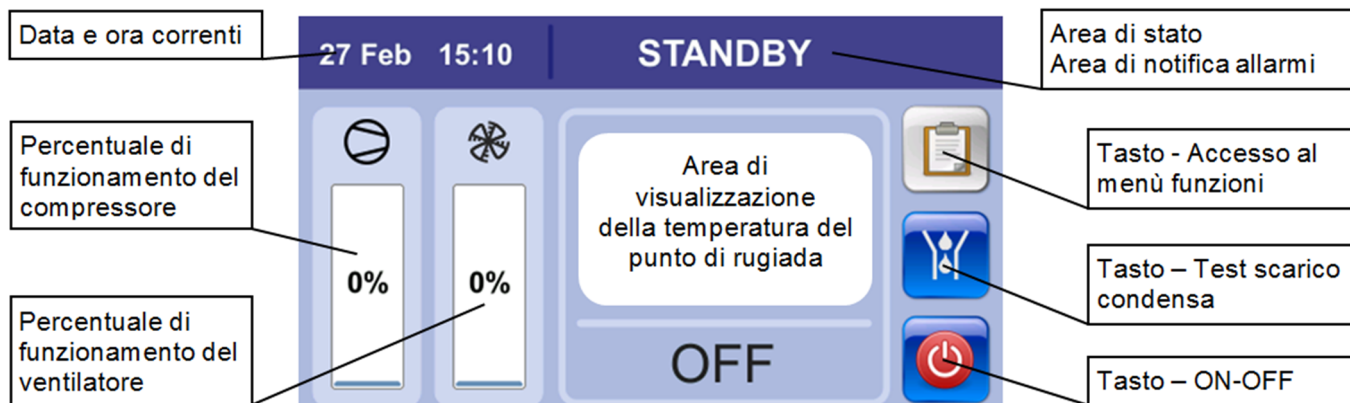 Data e ora correnti
27 Feb 15:10
STANDBY
Area di stato
Area di notifica allarmi
Percentuale di
funzionamento del
compressore
0%
0%
Area di
visualizzazione
della temperatura del
punto di rugiada
Tasto - Accesso al
menù funzioni
Tasto – Test scarico
condensa
Percentuale di
funzionamento del
ventilatore
OFF
Tasto – ON-OFF